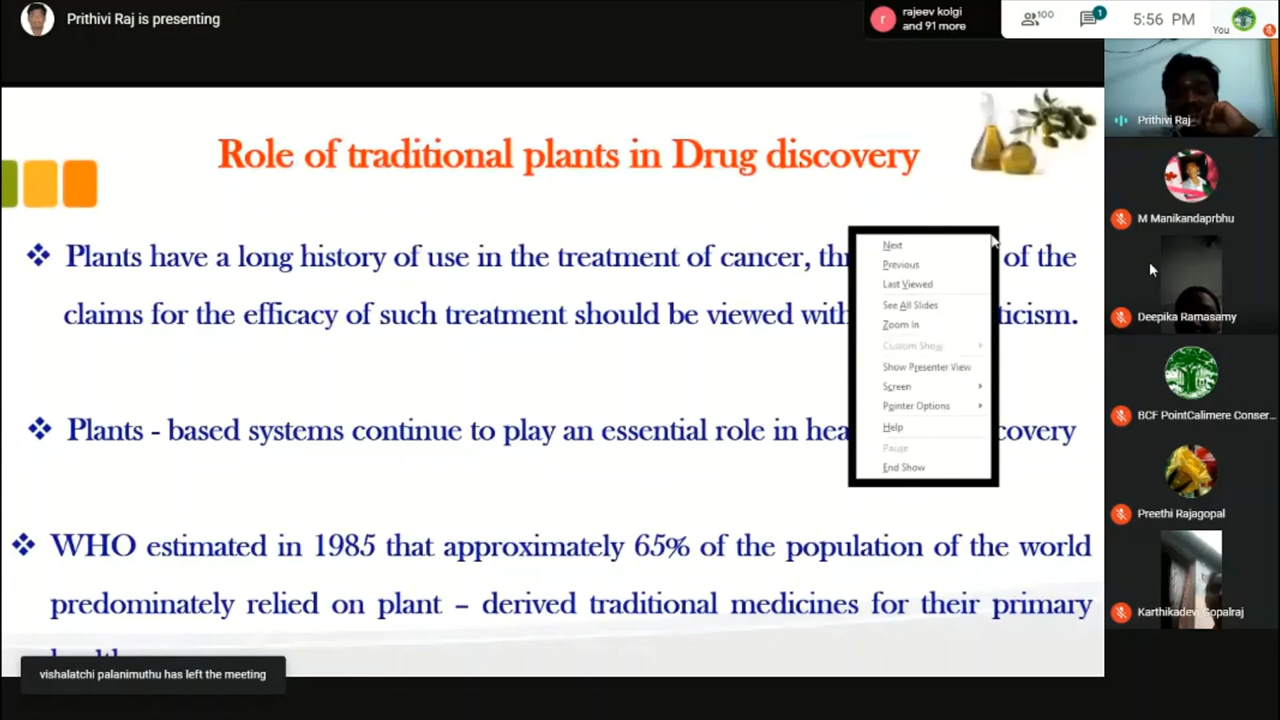 Prithivi Raj is presenting
rajeev kolgi
and 91 more
r
100
1
5:56 PM
You
Role of traditional plants in Drug discovery
Plants have a long history of use in the treatment of cancer, of the
claims for the efficacy of such treatment should be viewed with
Plants - based systems continue to play an essential role in
WHO estimated in 1985 that approximately 65% of the population of the world
predominately relied on plant – derived traditional medicines for their primary
Next
Previous
Last Viewed
See All Slides
Zoom In
Custom Show
Show Presenter View
Screen
Pointer Options
Help
Pause
End Show
Prithivi Raj
M Manikandaprbhu
Deepika Ramasamy
BCF PointCalimere Conser...
Preethi Rajagopal
Karthikadevi Gopalraj
vishalatchi palanimuthu has left the meeting